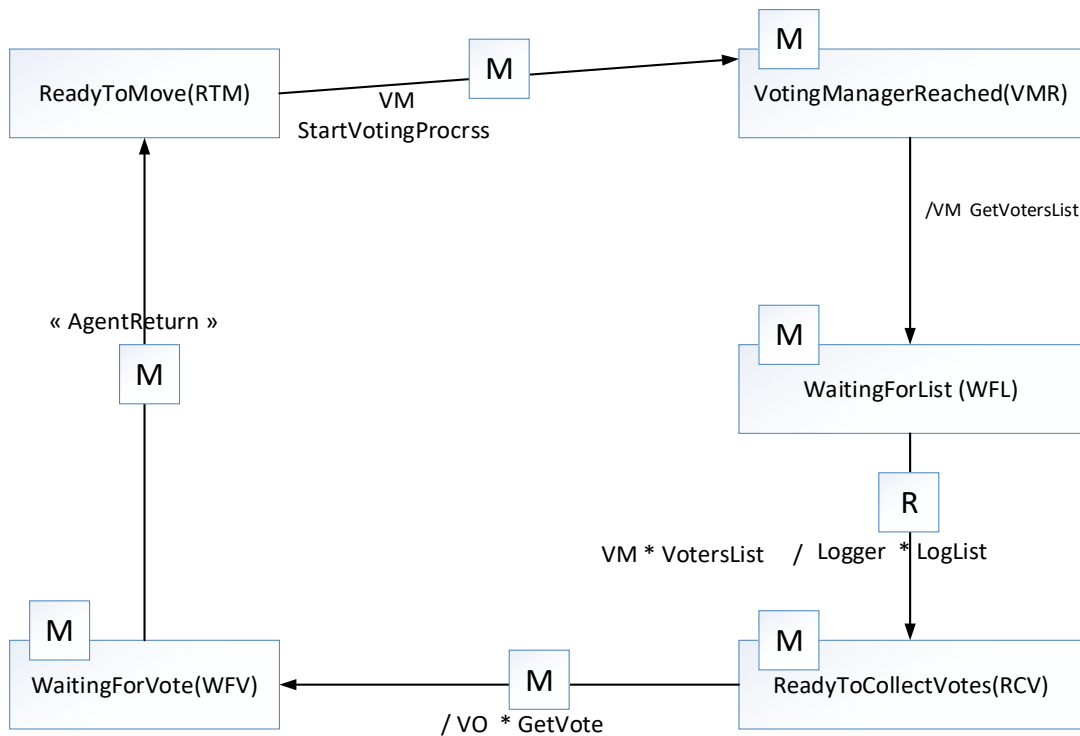 M
M
ReadyToMove(RTM)
VotingManagerReached(VMR)
VM
StartVotingProcrss
/VM GetVotersList
« AgentReturn »
M
M
WaitingForList (WFL)
R
VM * VotersList / Logger * LogList
M
M
M
WaitingForVote(WFV)
ReadyToCollectVotes(RCV)
/ VO * GetVote